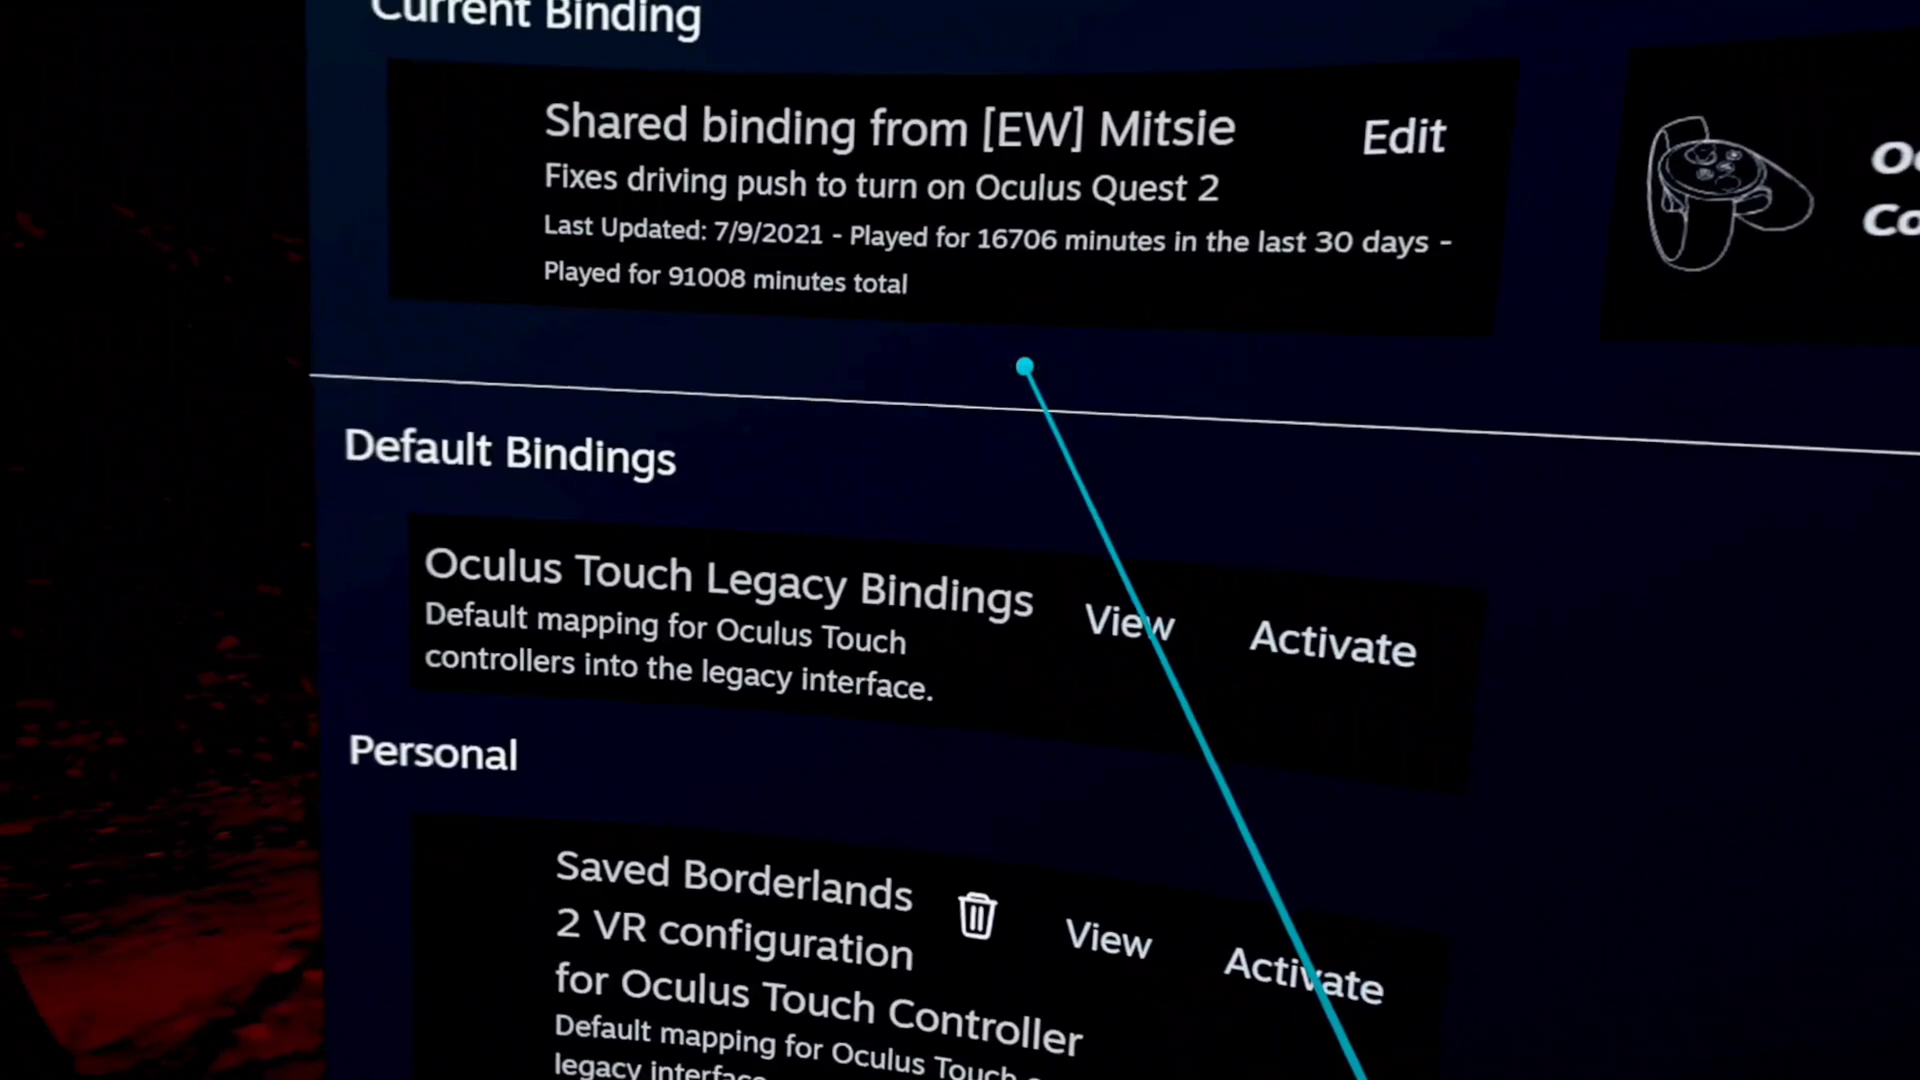 Current Binding
Shared binding from [EW] Mitsie
Edit
Fixes driving push to turn on Oculus Quest 2
Last Updated: 7/9/2021 - Played for 16706 minutes in the last 30 days -
Played for 91008 minutes total
Default Bindings
Oculus Touch Legacy Bindings
View
Activate
Default mapping for Oculus Touch
controllers into the legacy interface.
Personal
Saved Borderlands
2 VR configuration
for Oculus Touch Controller
View
Activate
Default mapping for Oculus Touch
legacy interface